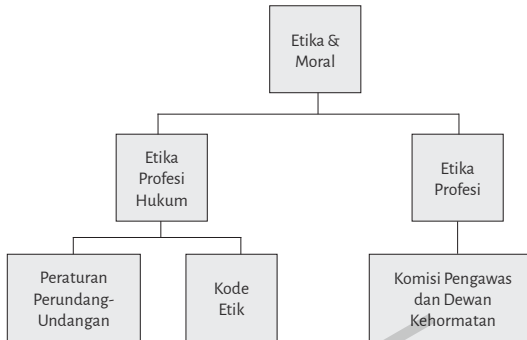 Etika &
Moral
Etika
Profesi
Hukum
Etika
Profesi
Peraturan
Perundang-
Undangan
Kode
Etik
Komisi Pengawas
dan Dewan
Kehormatan